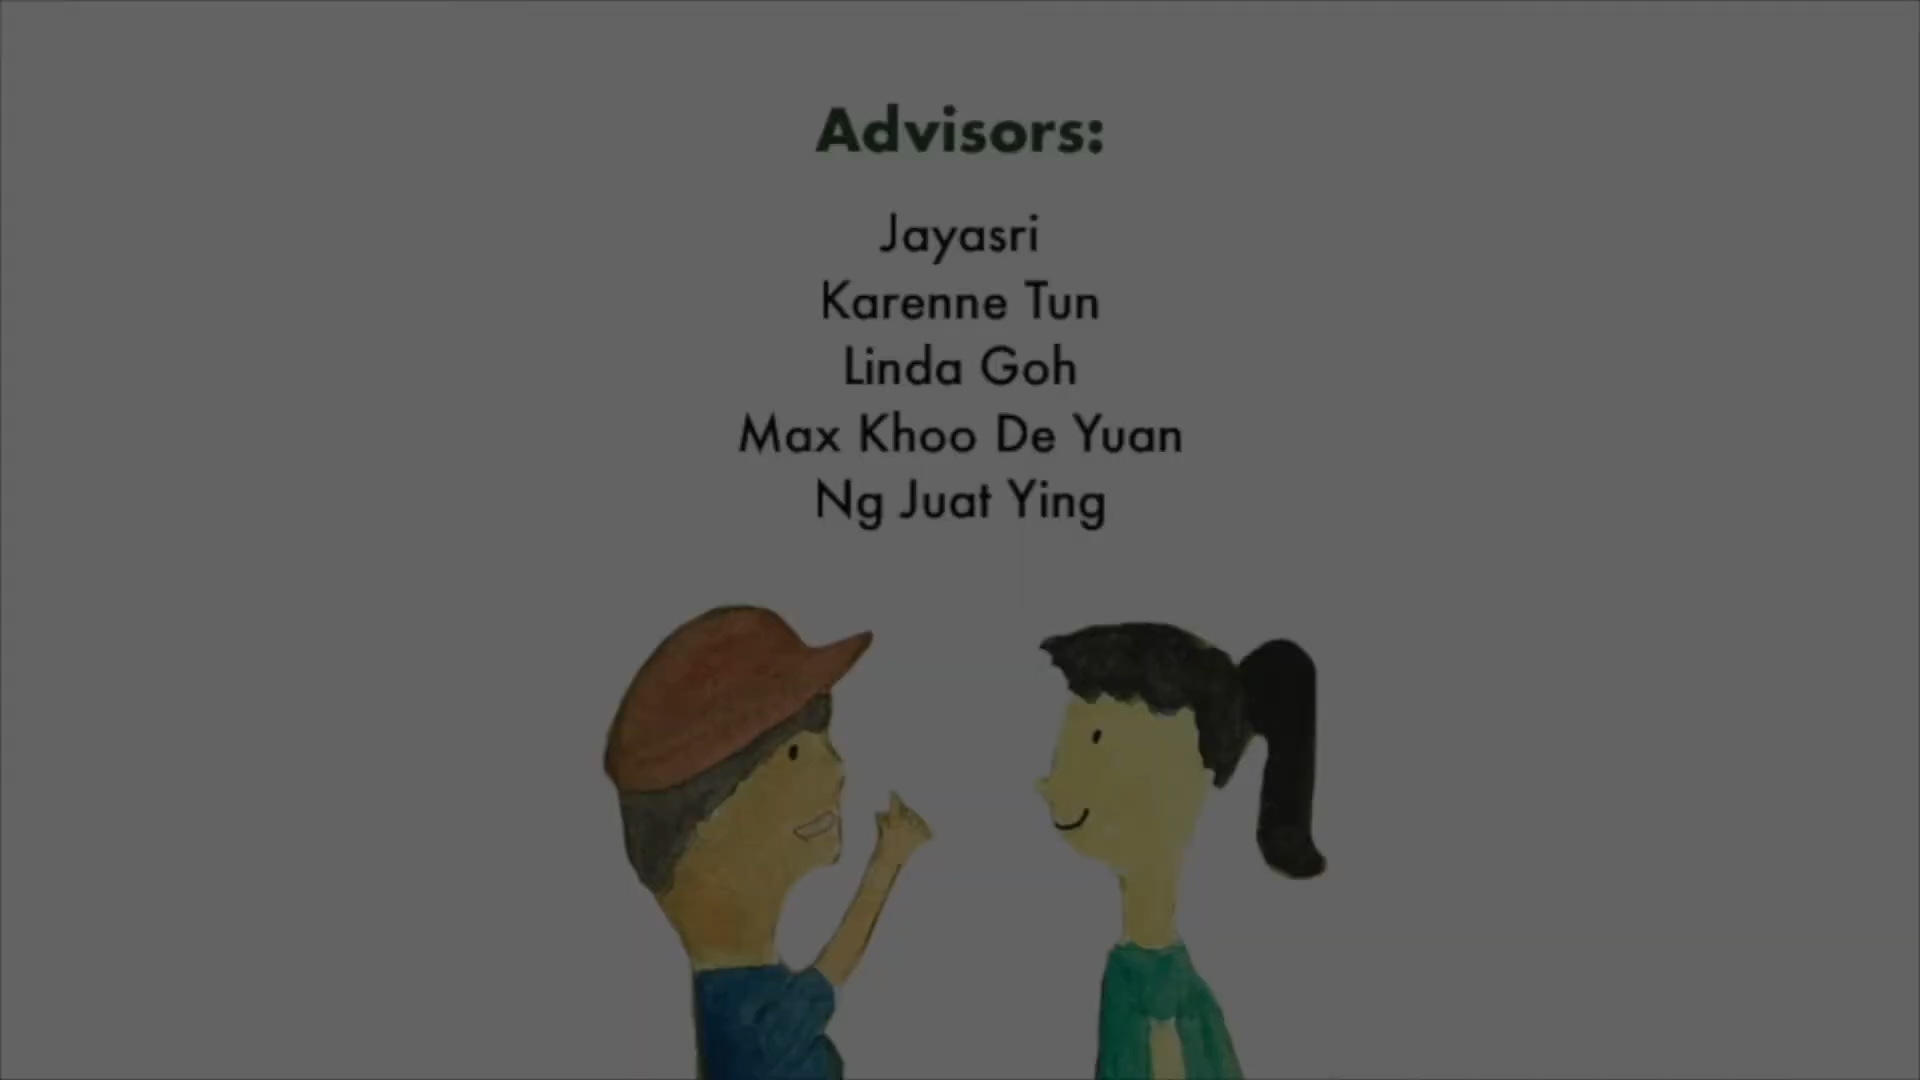 Advisors:
Jayasri
Karenne Tun
Linda Goh
Max Khoo De Yuan
Ng Juat Ying